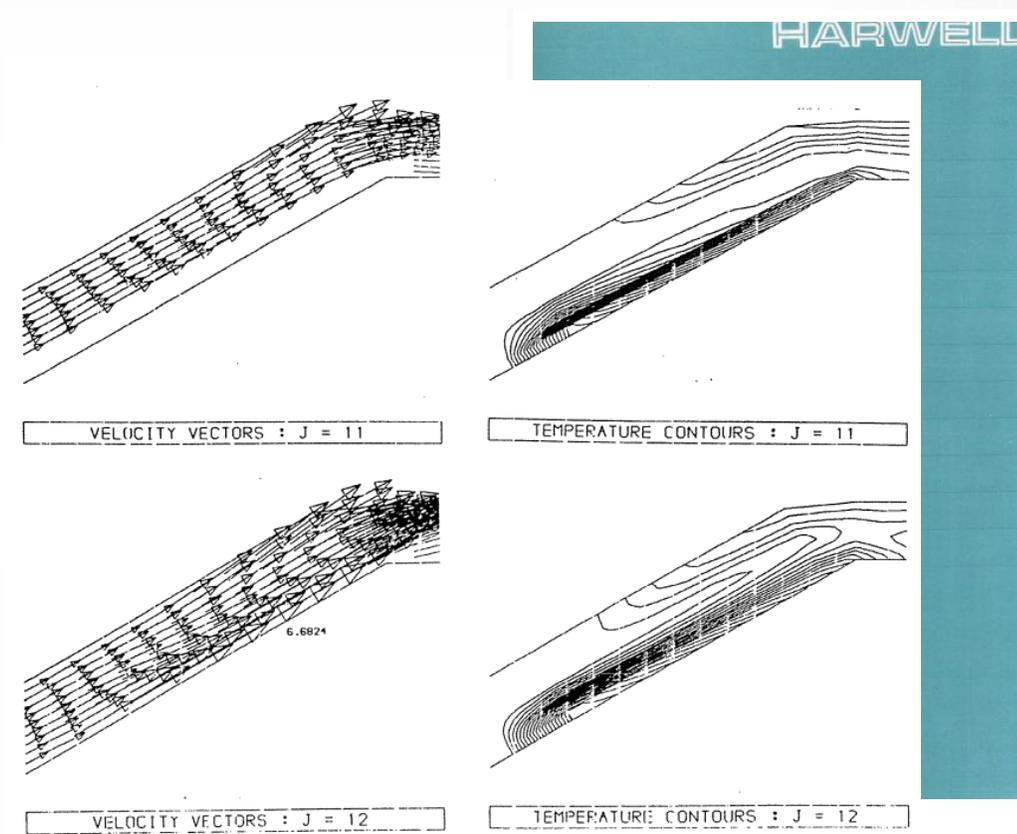 HARWELL
VELOCITY VECTORS : J = 11
TEMPERATURE CONTOURS : J = 11
6.6824
VELOCITY VECTORS : J = 12
TEMPERATURE CONTOURS : J = 12